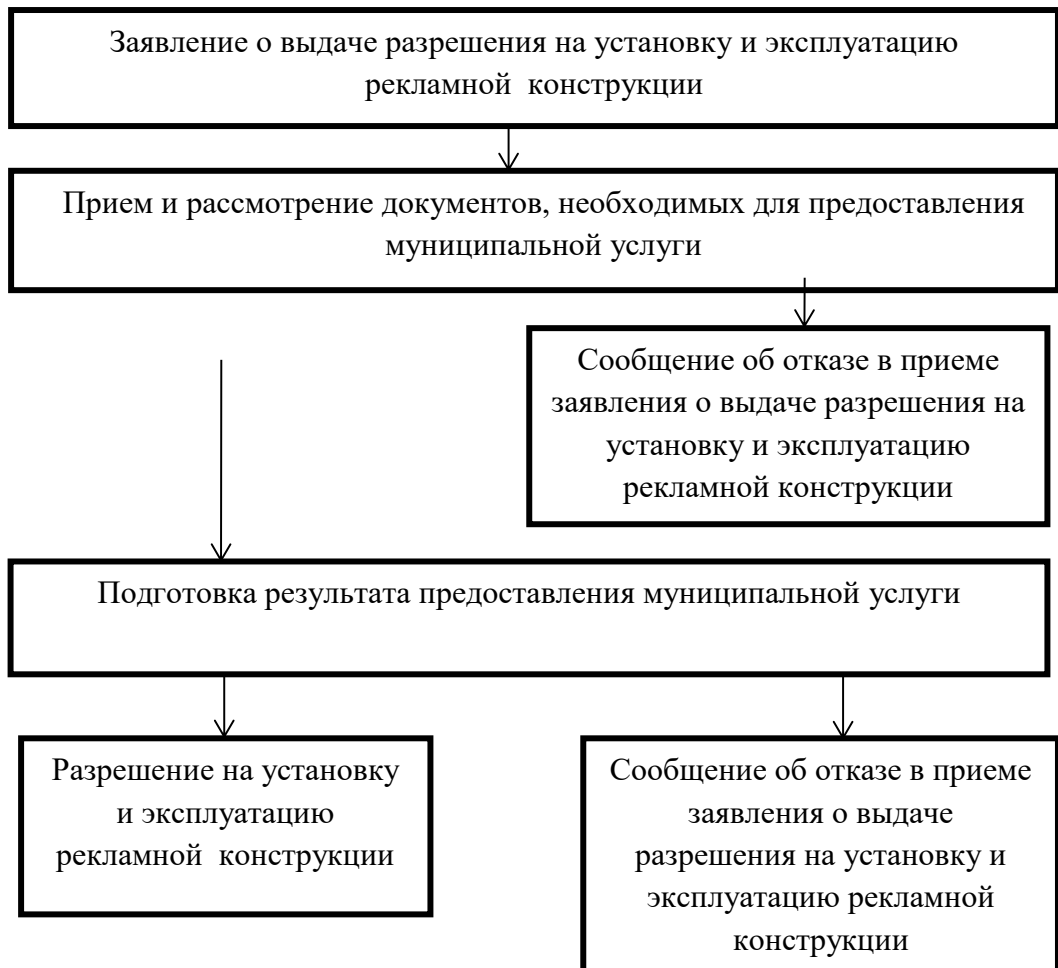 Заявление о выдаче разрешения на установку и эксплуатацию
рекламной конструкции
Прием и рассмотрение документов, необходимых для предоставления
муниципальной услуги
Сообщение об отказе в приеме
заявления о выдаче разрешения на
установку и эксплуатацию
рекламной конструкции
Подготовка результата предоставления муниципальной услуги
Разрешение на установку
и эксплуатацию
рекламной конструкции
Сообщение об отказе в приеме
заявления о выдаче
разрешения на установку и
эксплуатацию рекламной
конструкции